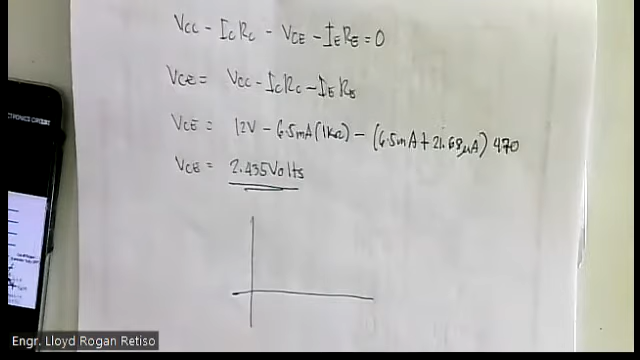 VCC - ICRC - VCE - IERE = 0
VCE = VCC - ICRC - IERE
VCE = 12V - 6.5mA(1kΩ) - (6.5mA + 21.68μA) 470
VCE = 2.435Volts
Engr. Lloyd Rogan Retiso